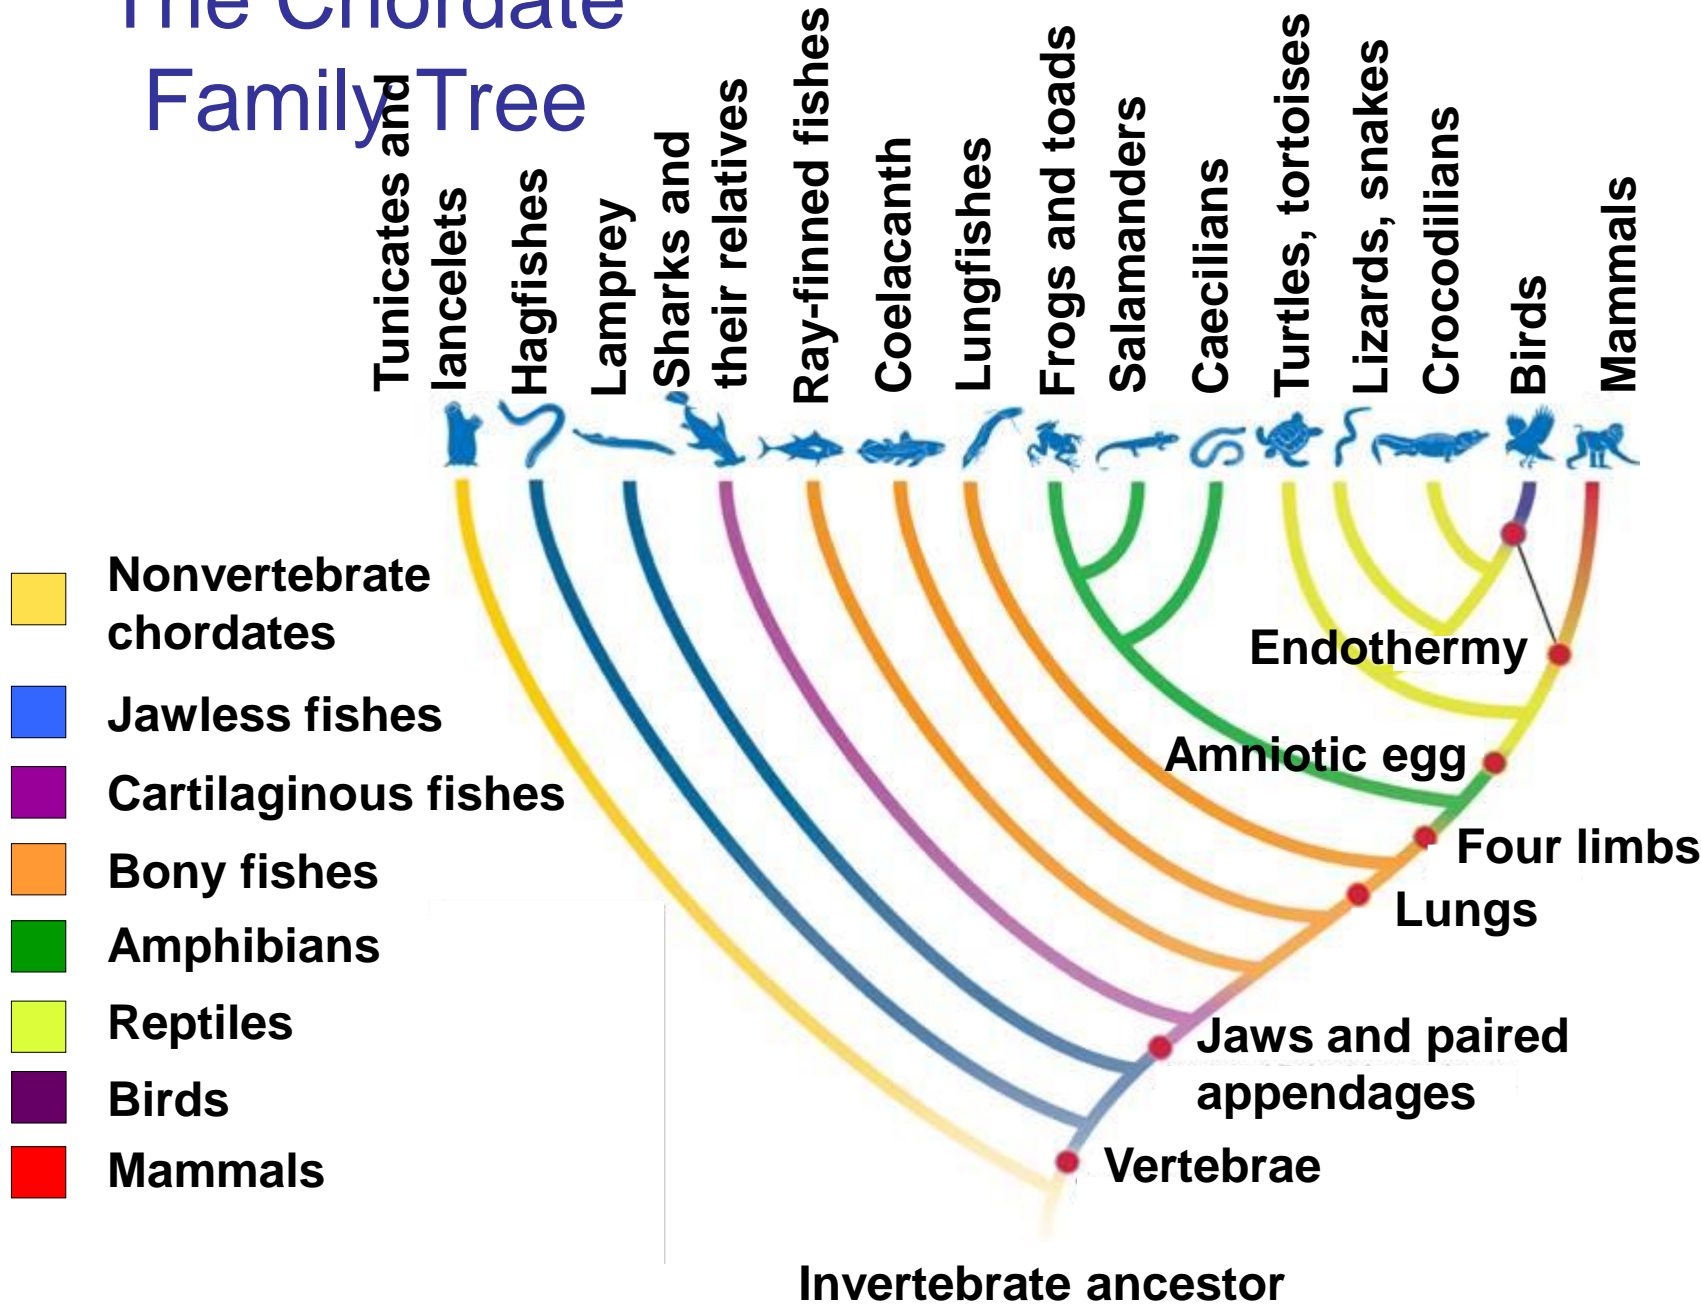 The Chordate
Family Tree
Tunicates and
lancelets
Hagfishes
Lamprey
Sharks and
their relatives
Ray-finned fishes
Coelacanth
Lungfishes
Frogs and toads
Salamanders
Caecilians
Turtles, tortoises
Lizards, snakes
Crocodilians
Birds
Mammals
Nonvertebrate
chordates
Jawless fishes
Cartilaginous fishes
Bony fishes
Amphibians
Reptiles
Birds
Mammals
Endothermy
Amniotic egg
Four limbs
Lungs
Jaws and paired
appendages
Vertebrae
Invertebrate ancestor